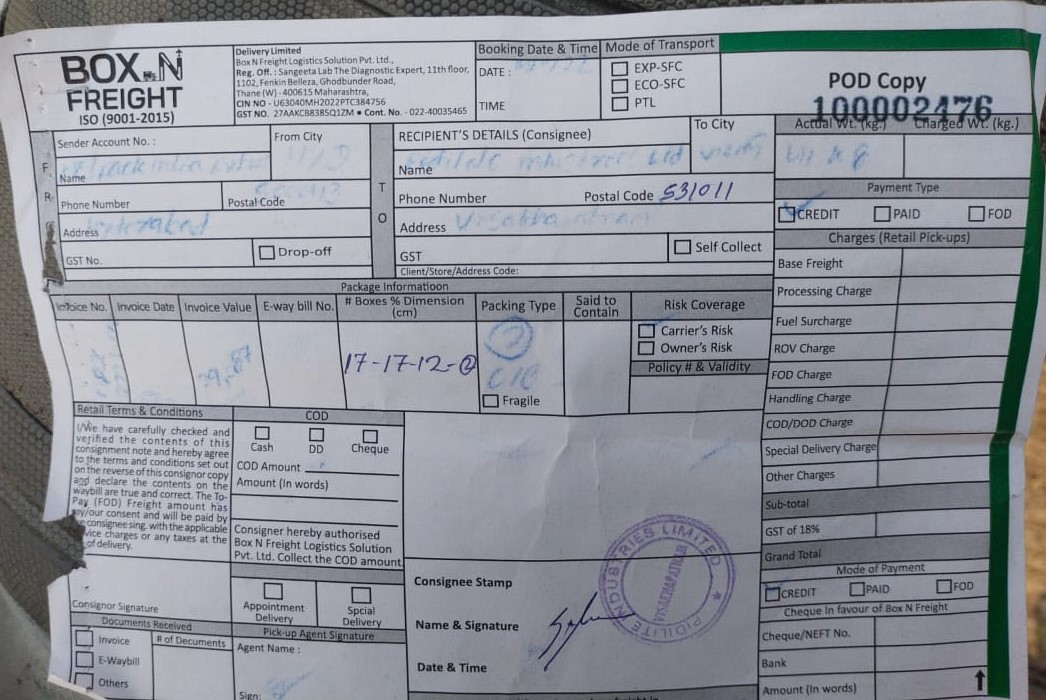 BOX N
FREIGHT
ISO (9001-2015)
Delivery Limited
Box N Freight Logistics Solution Pvt. Ltd.,
Reg. Off. : Sangeeta Lab The Diagnostic Expert, 11th floor,
1102, Fenkin Belleza, Ghodbunder Road,
Thane (W) - 400615 Maharashtra,
CIN NO - U63040MH2022PTC384756
GST NO. 27AAKCB8385Q1ZM • Cont. No. - 022-40035465
Booking Date & Time
DATE :
TIME
Mode of Transport
EXP-SFC
ECO-SFC
PTL
POD Copy
100002476
Sender Account No. :
From City
Name
Phone Number
Postal Code
Address
Drop-off
GST No.
T
O
RECIPIENT'S DETAILS (Consignee)
To City
Name
Phone Number
Postal Code 531011
Address
GST
Self Collect
Client/Store/Address Code:
Actual Wt. (kg.)
Charged Wt. (kg.)
Payment Type
CREDIT
PAID
FOD
Charges (Retail Pick-ups)
Base Freight
Processing Charge
Fuel Surcharge
ROV Charge
FOD Charge
Handling Charge
COD/DOD Charge
Special Delivery Charge
Other Charges
Sub-total
GST of 18%
Grand Total
Mode of Payment
CREDIT
PAID
FOD
Cheque In favour of Box N Freight
Cheque/NEFT No.
Bank
Amount (In words)
Package Informatioon
Invoice No.
Invoice Date
Invoice Value
E-way bill No.
# Boxes % Dimension (cm)
Packing Type
Said to Contain
Risk Coverage
17-17-12-2
2
Fragile
Carrier's Risk
Owner's Risk
Policy # & Validity
Retail Terms & Conditions
I/We have carefully checked and
verified the contents of this
consignment note and hereby agree
to the terms and conditions set out
on the reverse of this consignor copy
and declare the contents on the
waybill are true and correct. The To-
Pay (FOD) Freight amount has
my/our consent and will be paid by
consignee sing. with the applicable
vice charges or any taxes at the
of delivery.
Consignor Signature
COD
Cash
DD
Cheque
COD Amount
Amount (In words)
Consigner hereby authorised
Box N Freight Logistics Solution
Pvt. Ltd. Collect the COD amount
Appointment Delivery
Spcial Delivery
Documents Received
Invoice
# of Documents
E-Waybill
Others
Pick-up Agent Signature
Agent Name :
Sign:
Consignee Stamp
Name & Signature
Date & Time
PIDILITE INDUSTRIES LIMITED
VISAKHAPATNAM